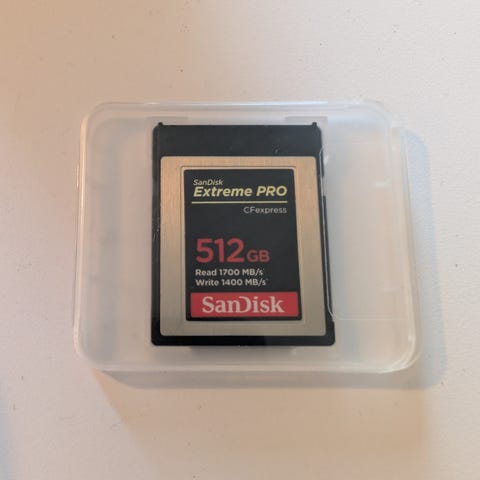 SanDisk
Extreme PRO
CFexpress
512GB
Read 1700 MB/s
Write 1400 MB/s
SanDisk